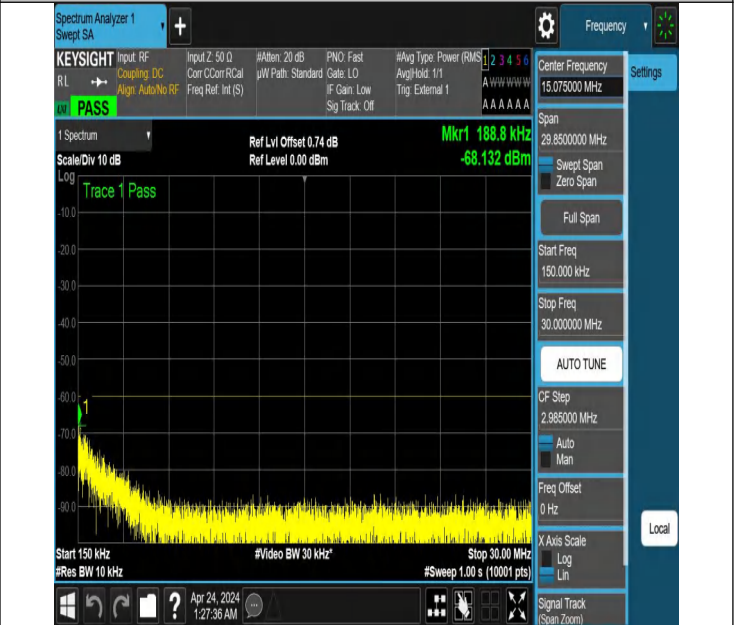 Spectrum Analyzer 1
Swept SA
+
Frequency
KEYSIGHT
RL
LXI
PASS
Input: RF
Coupling: DC
Align: Auto/No RF
Input Z: 50 Ω
Corr CCorr RCal
Freq Ref: Int (S)
#Atten: 20 dB
µW Path: Standard
PNO: Fast
Gate: LO
IF Gain: Low
Sig Track: Off
#Avg Type: Power (RMS
Avg|Hold: 1/1
Trig: External 1
1 2 3 4 5 6
A W W W W W
A A A A A A
1 Spectrum
Scale/Div 10 dB
Log
Ref Lvl Offset 0.74 dB
Ref Level 0.00 dBm
Mkr1 188.8 kHz
-68.132 dBm
Trace 1 Pass
-10.0
-20.0
-30.0
-40.0
-50.0
-60.0
-70.0
-80.0
-90.0
1
Start 150 kHz
#Res BW 10 kHz
#Video BW 30 kHz*
Stop 30.00 MHz
#Sweep 1.00 s (10001 pts)
?
Apr 24, 2024
1:27:36 AM
Center Frequency
15.075000 MHz
Span
29.8500000 MHz
Swept Span
Zero Span
Full Span
Start Freq
150.000 kHz
Stop Freq
30.000000 MHz
AUTO TUNE
CF Step
2.985000 MHz
Auto
Man
Freq Offset
0 Hz
X Axis Scale
Log
Lin
Signal Track
(Span Zoom)
Settings
Local